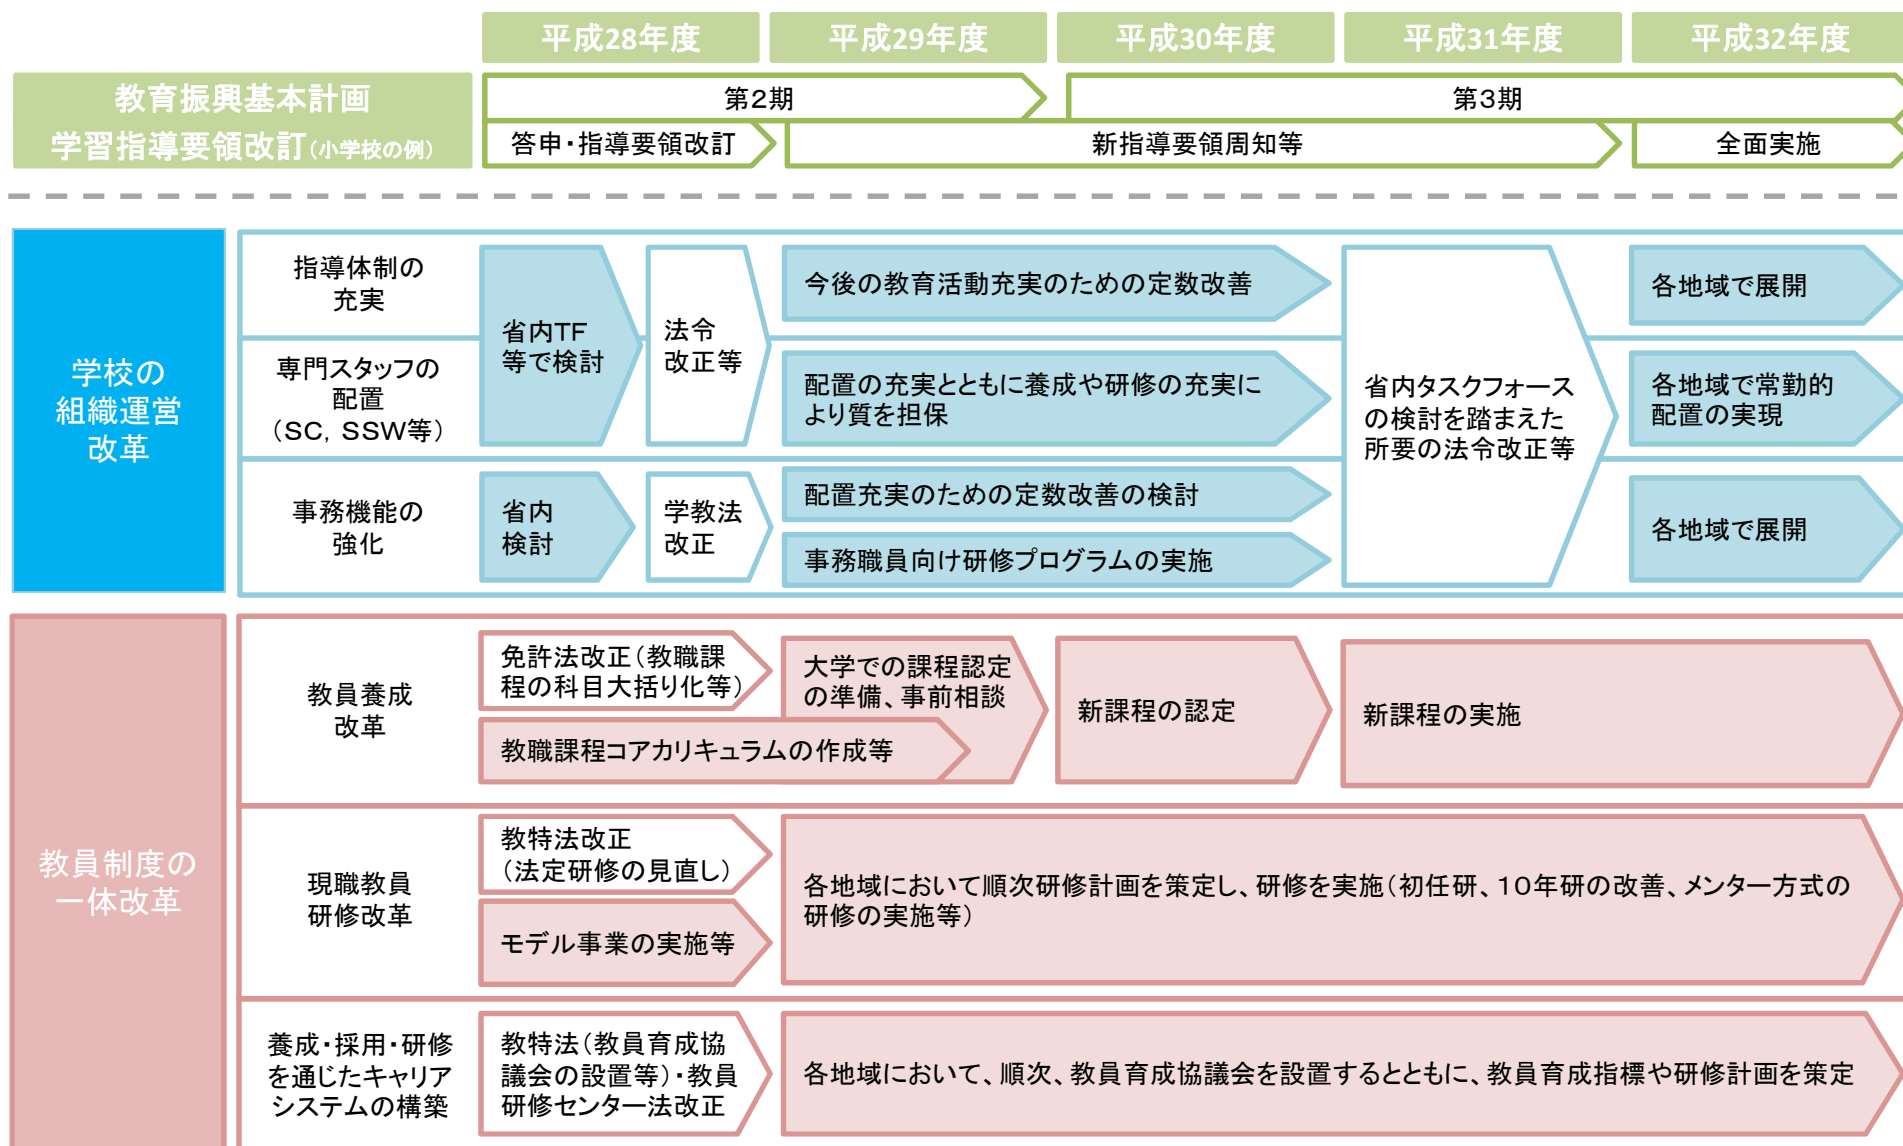 平成28年度
平成29年度
平成30年度
平成31年度
平成32年度
教育振興基本計画
第2期
第3期
学習指導要領改訂(小学校の例)
答申・指導要領改訂
新指導要領周知等
全面実施
学校の
組織運営
改革
指導体制の
充実
専門スタッフの
配置
(SC, SSW等)
事務機能の
強化
省内TF
等で検討
法令
改正等
今後の教育活動充実のための定数改善
配置の充実とともに養成や研修の充実に
より質を担保
省内
検討
学教法
改正
配置充実のための定数改善の検討
事務職員向け研修プログラムの実施
省内タスクフォース
の検討を踏まえた
所要の法令改正等
各地域で展開
各地域で常勤的
配置の実現
各地域で展開
教員制度の
一体改革
教員養成
改革
免許法改正(教職課
程の科目大括り化等)
教職課程コアカリキュラムの作成等
大学での課程認定
の準備、事前相談
新課程の認定
新課程の実施
現職教員
研修改革
教特法改正
(法定研修の見直し)
モデル事業の実施等
各地域において順次研修計画を策定し、研修を実施(初任研、10年研の改善、メンター方式の
研修の実施等)
養成・採用・研修
を通じたキャリア
システムの構築
教特法(教員育成協
議会の設置等)・教員
研修センター法改正
各地域において、順次、教員育成協議会を設置するとともに、教員育成指標や研修計画を策定